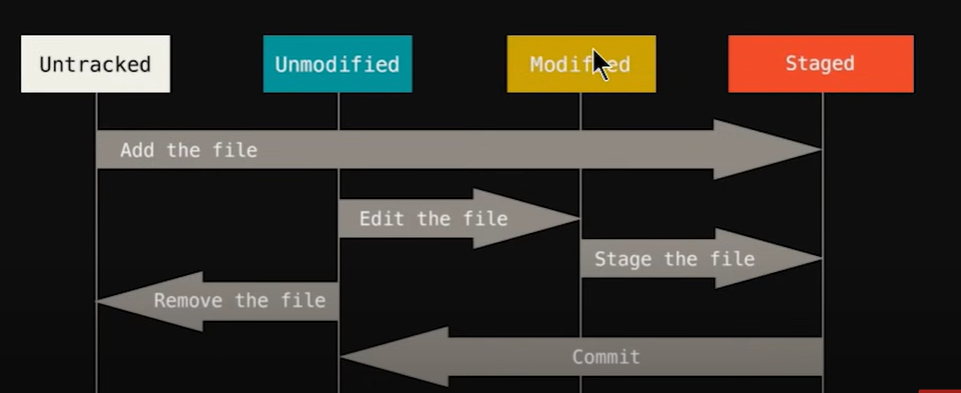 Untracked
Unmodified
Modified
Staged
Add the file
Edit the file
Stage the file
Remove the file
Commit